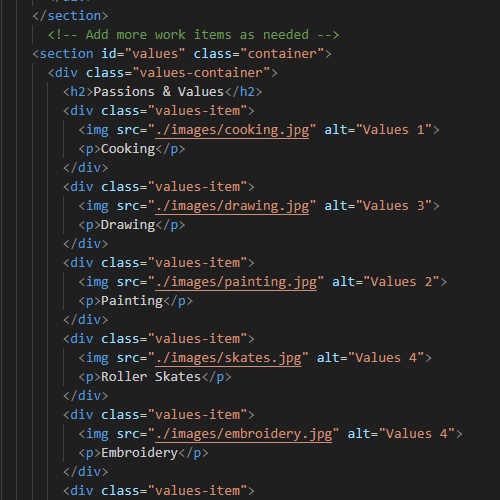 </div>
</section>
<!-- Add more work items as needed -->
<section id="values" class="container">
<div class="values-container">
<h2>Passions & Values</h2>
<div class="values-item">
<img src="./images/cooking.jpg" alt="Values 1">
<p>Cooking</p>
</div>
<div class="values-item">
<img src="./images/drawing.jpg" alt="Values 3">
<p>Drawing</p>
</div>
<div class="values-item">
<img src="./images/painting.jpg" alt="Values 2">
<p>Painting</p>
</div>
<div class="values-item">
<img src="./images/skates.jpg" alt="Values 4">
<p>Roller Skates</p>
</div>
<div class="values-item">
<img src="./images/embroidery.jpg" alt="Values 4">
<p>Embroidery</p>
</div>
<div class="values-item">